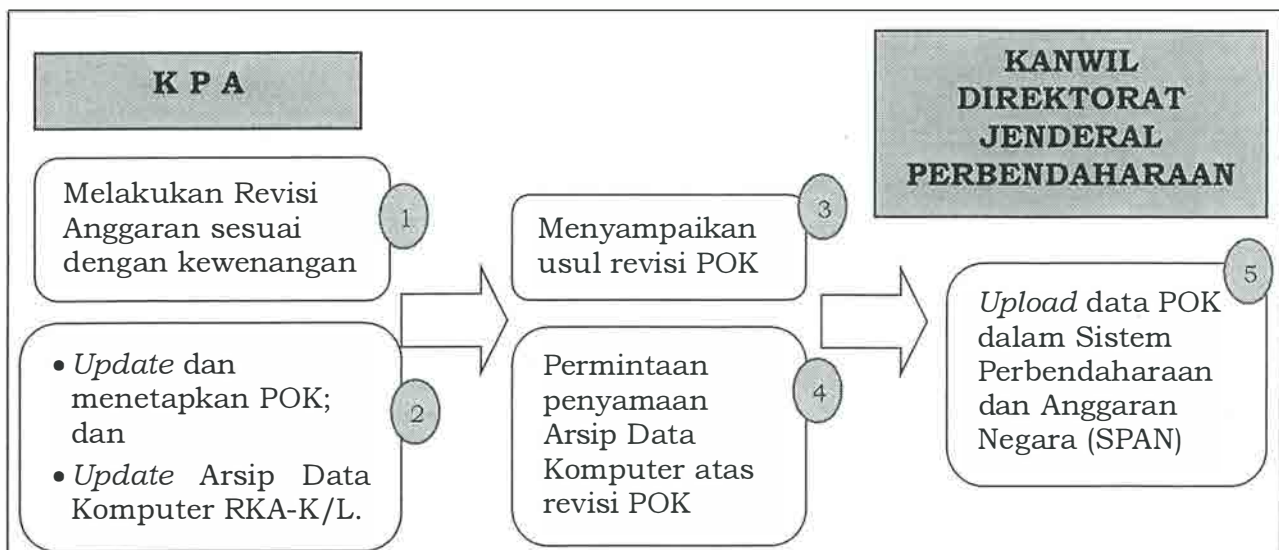 K P A
Melakukan Revisi
Anggaran sesuai
dengan kewenangan
1
• Update dan
menetapkan POK;
dan
• Update Arsip Data
Komputer RKA-K/L.
2
Menyampaikan
usul revisi POK
3
Permintaan
penyamaan
Arsip Data
Komputer atas
revisi POK
4
KANWIL
DIREKTORAT
JENDERAL
PERBENDAHARAAN
Upload data POK
dalam Sistem
Perbendaharaan
dan Anggaran
Negara (SPAN)
5